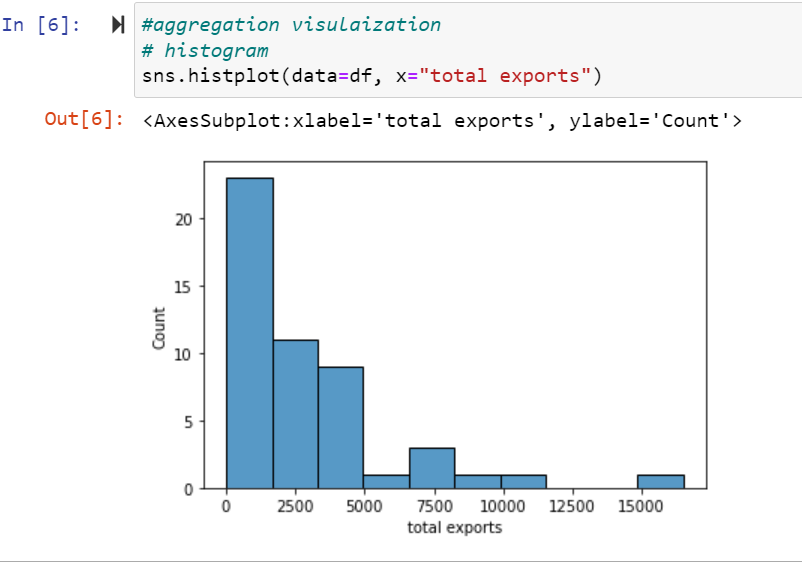 In [6]: #aggregation visulaization
# histogram
sns.histplot(data=df, x="total exports")
Out[6]: <AxesSubplot:xlabel='total exports', ylabel='Count'>
20
15
10
5
0
Count
0 2500 5000 7500 10000 12500 15000
total exports